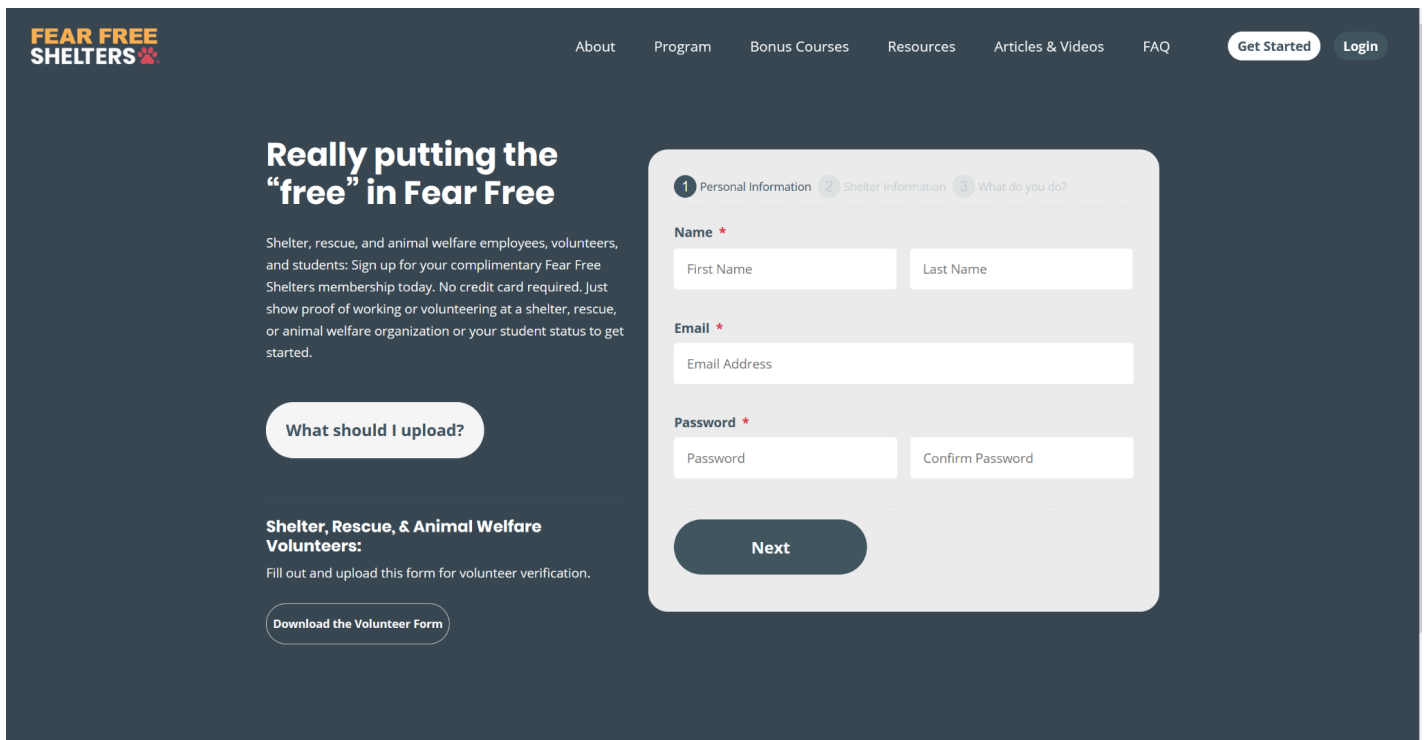 FEAR FREE
SHELTERS
About
Program
Bonus Courses
Resources
Articles & Videos
FAQ
Get Started
Login
Really putting the
“free” in Fear Free
Shelter, rescue, and animal welfare employees, volunteers,
and students: Sign up for your complimentary Fear Free
Shelters membership today. No credit card required. Just
show proof of working or volunteering at a shelter, rescue,
or animal welfare organization or your student status to get
started.
What should I upload?
Shelter, Rescue, & Animal Welfare
Volunteers:
Fill out and upload this form for volunteer verification.
Download the Volunteer Form
1 Personal Information 2 Shelter Information 3 What do you do?
Name *
First Name
Last Name
Email *
Email Address
Password *
Password
Confirm Password
Next